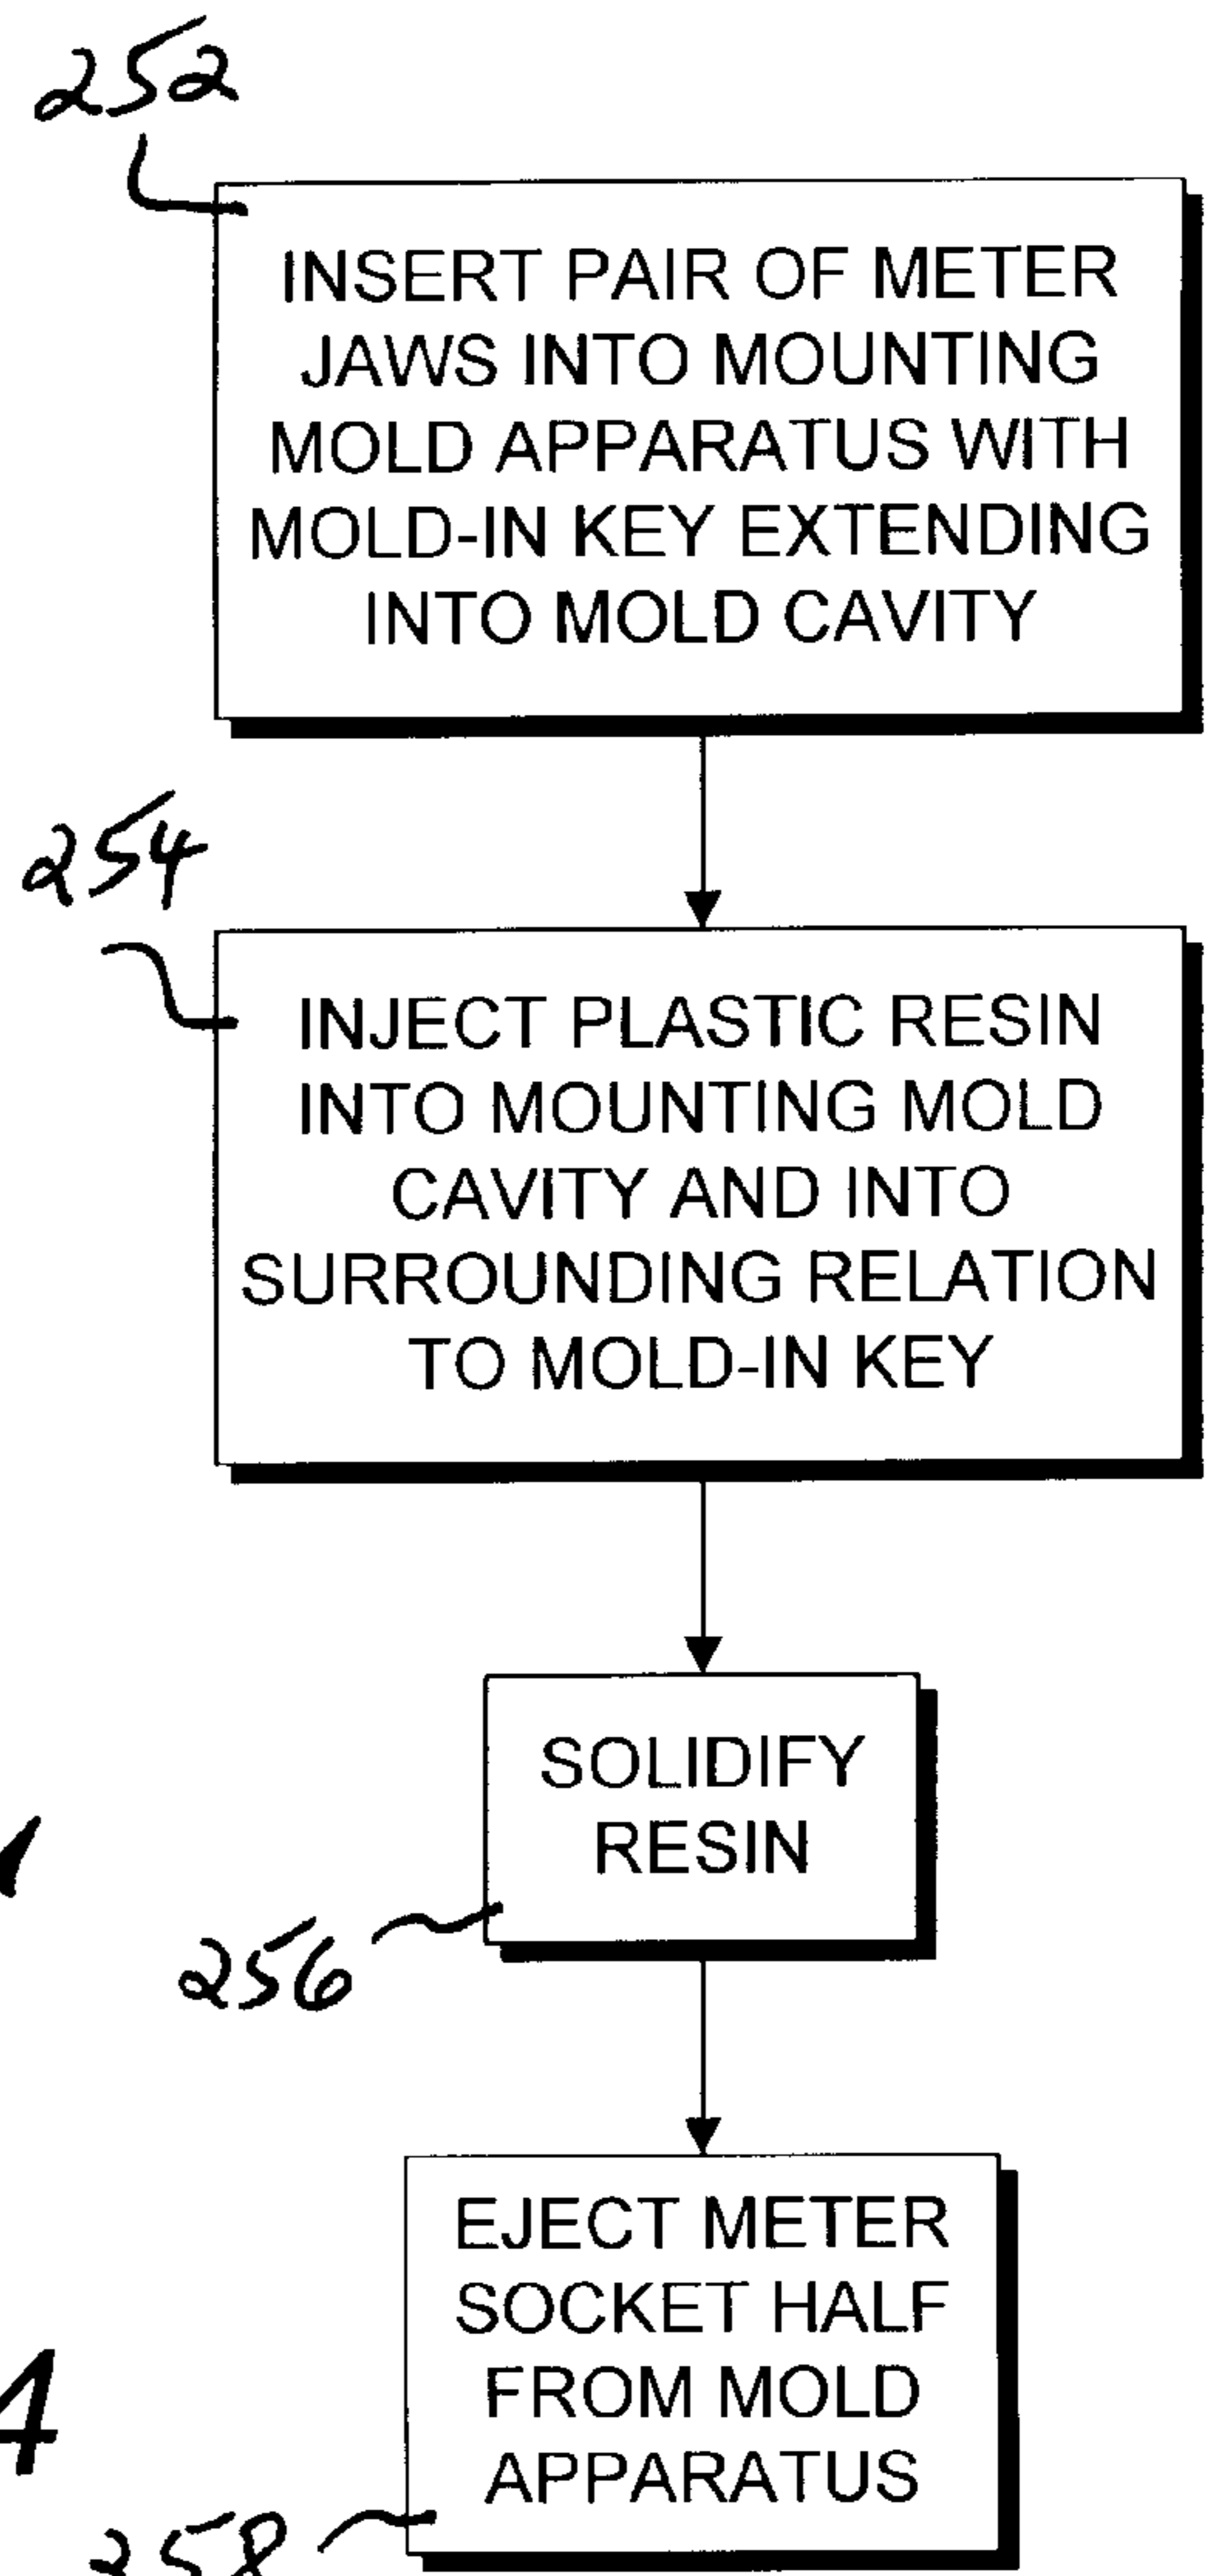 252
INSERT PAIR OF METER
JAWS INTO MOUNTING
MOLD APPARATUS WITH
MOLD-IN KEY EXTENDING
INTO MOLD CAVITY
254
INJECT PLASTIC RESIN
INTO MOUNTING MOLD
CAVITY AND INTO
SURROUNDING RELATION
TO MOLD-IN KEY
SOLIDIFY
RESIN
256
EJECT METER
SOCKET HALF
FROM MOLD
APPARATUS
258